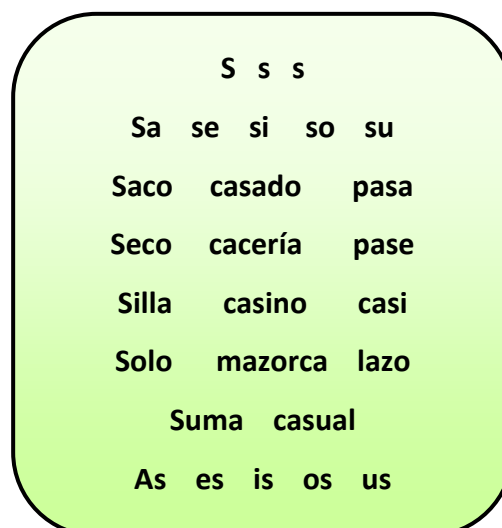 S s s
Sa se si so su
Saco casado pasa
Seco cacería pase
Silla casino casi
Solo mazorca lazo
Suma casual
As es is os us